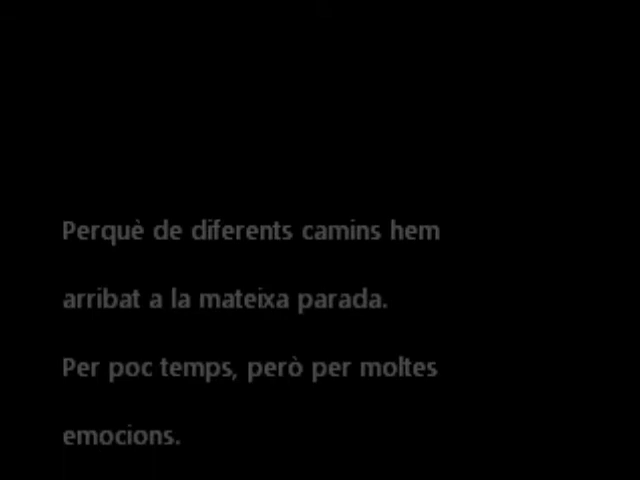 Perquè de diferents camins hem
arribat a la mateixa parada.
Per poc temps, però per moltes
emocions.